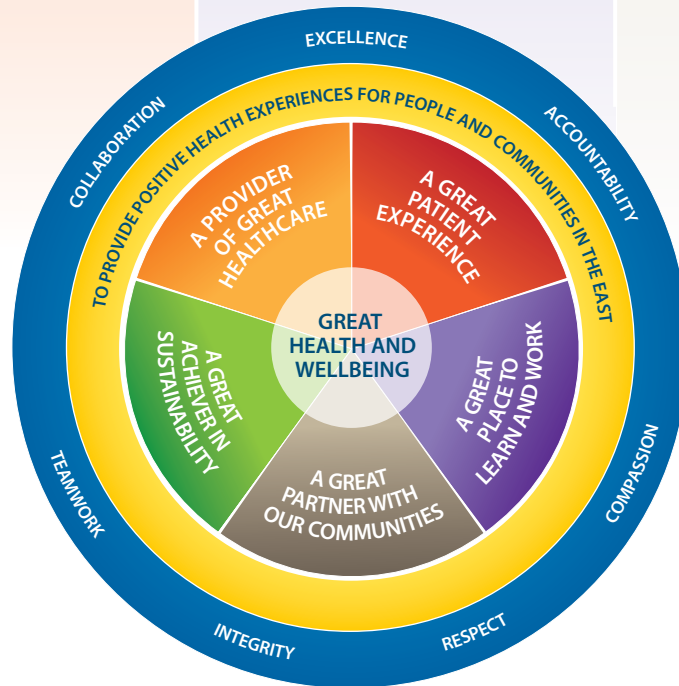 EXCELLENCE
ACCOUNTABILITY
COMPASSION
RESPECT
INTEGRITY
TEAMWORK
COLLABORATION
TO PROVIDE POSITIVE HEALTH EXPERIENCES FOR PEOPLE AND COMMUNITIES IN THE EAST
A PROVIDER
OF GREAT
HEALTHCARE
A GREAT
PATIENT
EXPERIENCE
A GREAT
PLACE TO
LEARN AND WORK
A GREAT
PARTNER WITH
OUR COMMUNITIES
A GREAT
ACHIEVER IN
SUSTAINABILITY
GREAT
HEALTH AND
WELLBEING